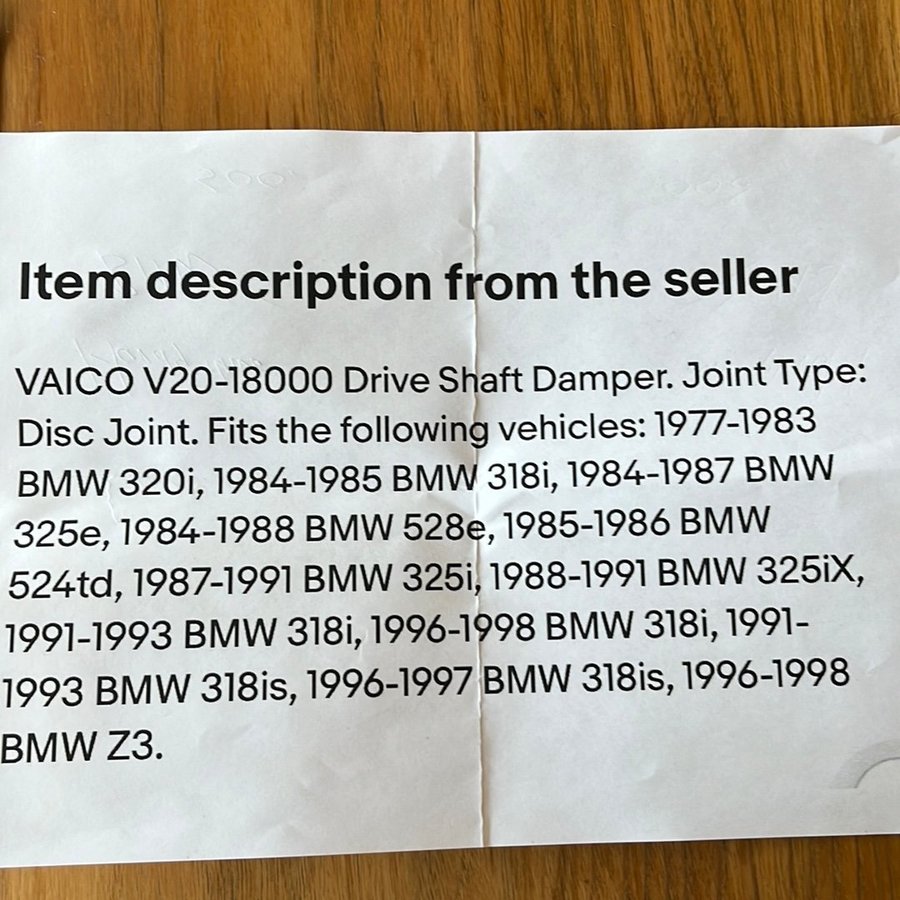 Item description from the seller
VAICO V20-18000 Drive Shaft Damper. Joint Type:
Disc Joint. Fits the following vehicles: 1977-1983
BMW 320i, 1984-1985 BMW 318i, 1984-1987 BMW
325e, 1984-1988 BMW 528e, 1985-1986 BMW
524td, 1987-1991 BMW 325i, 1988-1991 BMW 325iX,
1991-1993 BMW 318i, 1996-1998 BMW 318i, 1991-
1993 BMW 318is, 1996-1997 BMW 318is, 1996-1998
BMW Z3.